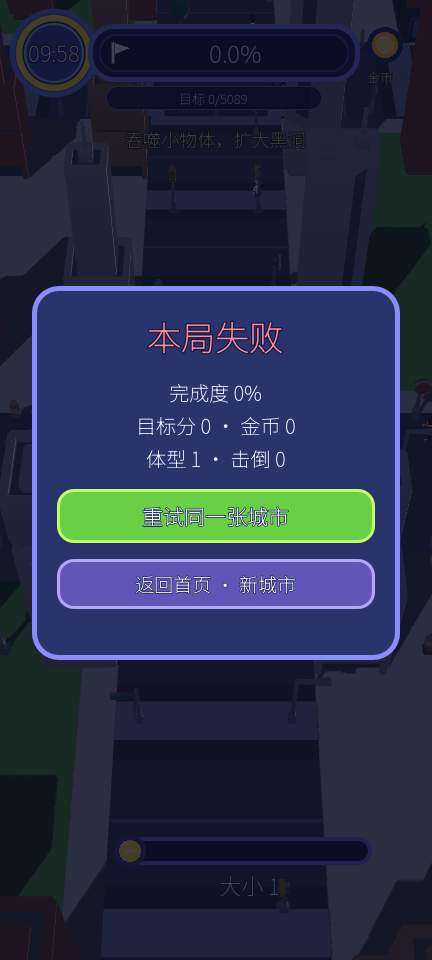 09:58
0.0%
金币
目标 0/5089
吞噬小物体，扩大黑洞
本局失败
完成度 0%
目标分 0 · 金币 0
体型 1 · 击倒 0
重试同一张城市
返回首页 · 新城市
大小 1